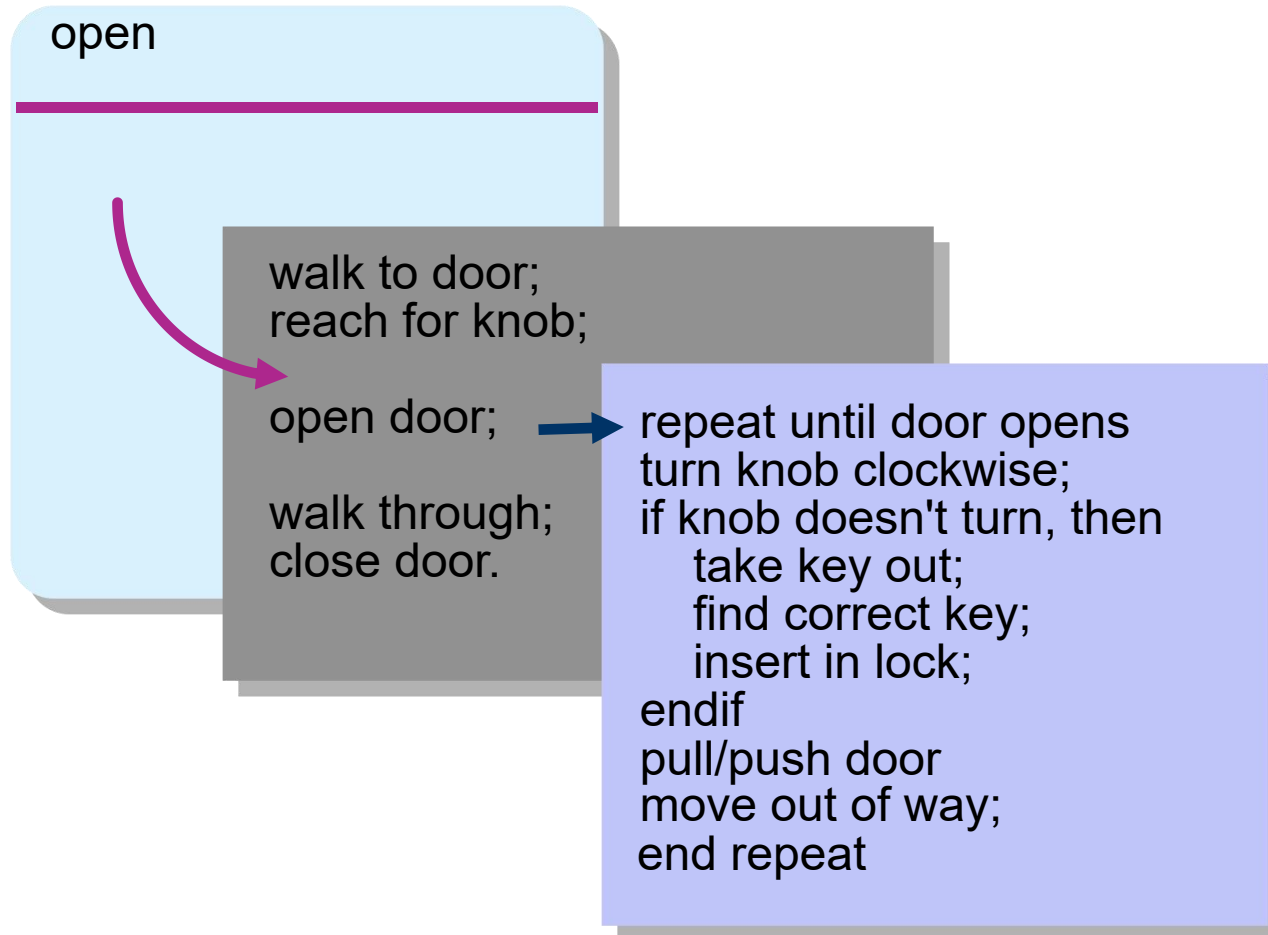 open
walk to door;
reach for knob;
open door;
walk through;
close door.
repeat until door opens
turn knob clockwise;
if knob doesn't turn, then
take key out;
find correct key;
insert in lock;
endif
pull/push door
move out of way;
end repeat